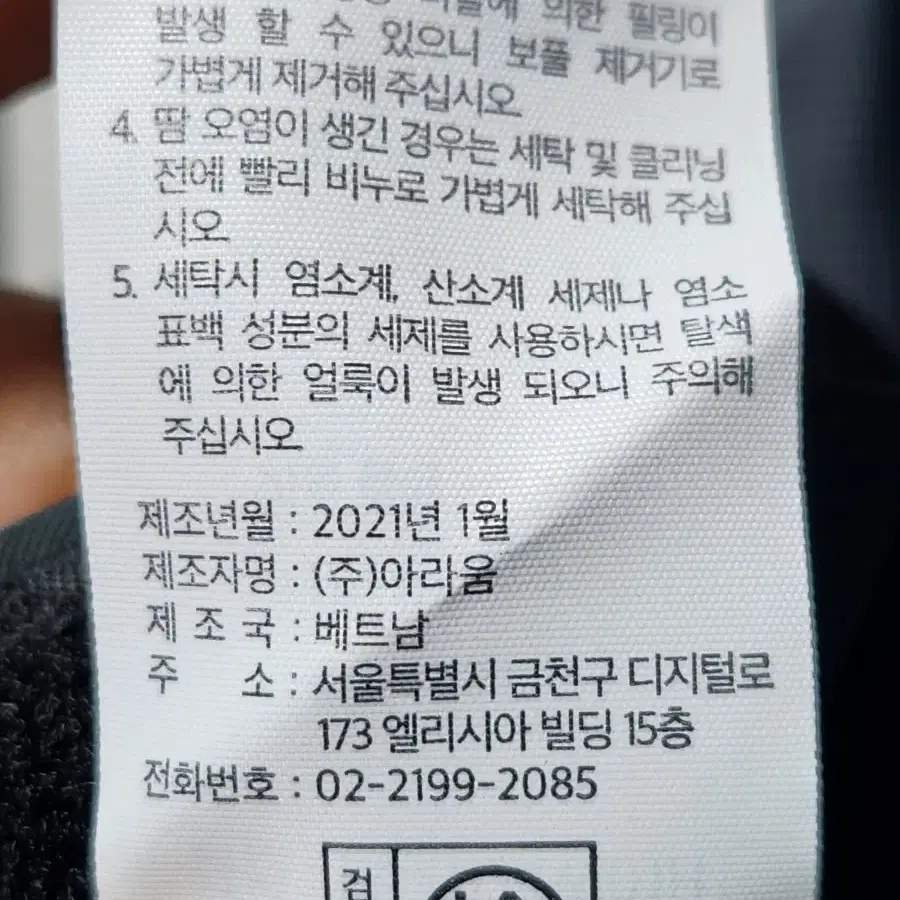 의한 필링이
발생 할 수 있으니 보풀 제거기로
가볍게 제거해 주십시오
4. 땀 오염이 생긴 경우는 세탁 및 클리닝
전에 빨리 비누로 가볍게 세탁해 주십
시오
5. 세탁시 염소계, 산소계 세제나 염소
표백 성분의 세제를 사용하시면 탈색
에 의한 얼룩이 발생 되오니 주의해
주십시오
제조년월 : 2021년 1월
제조자명 : (주)아라움
제 조 국 : 베트남
주 소 : 서울특별시 금천구 디지털로
173 엘리시아 빌딩 15층
전화번호 : 02-2199-2085
검